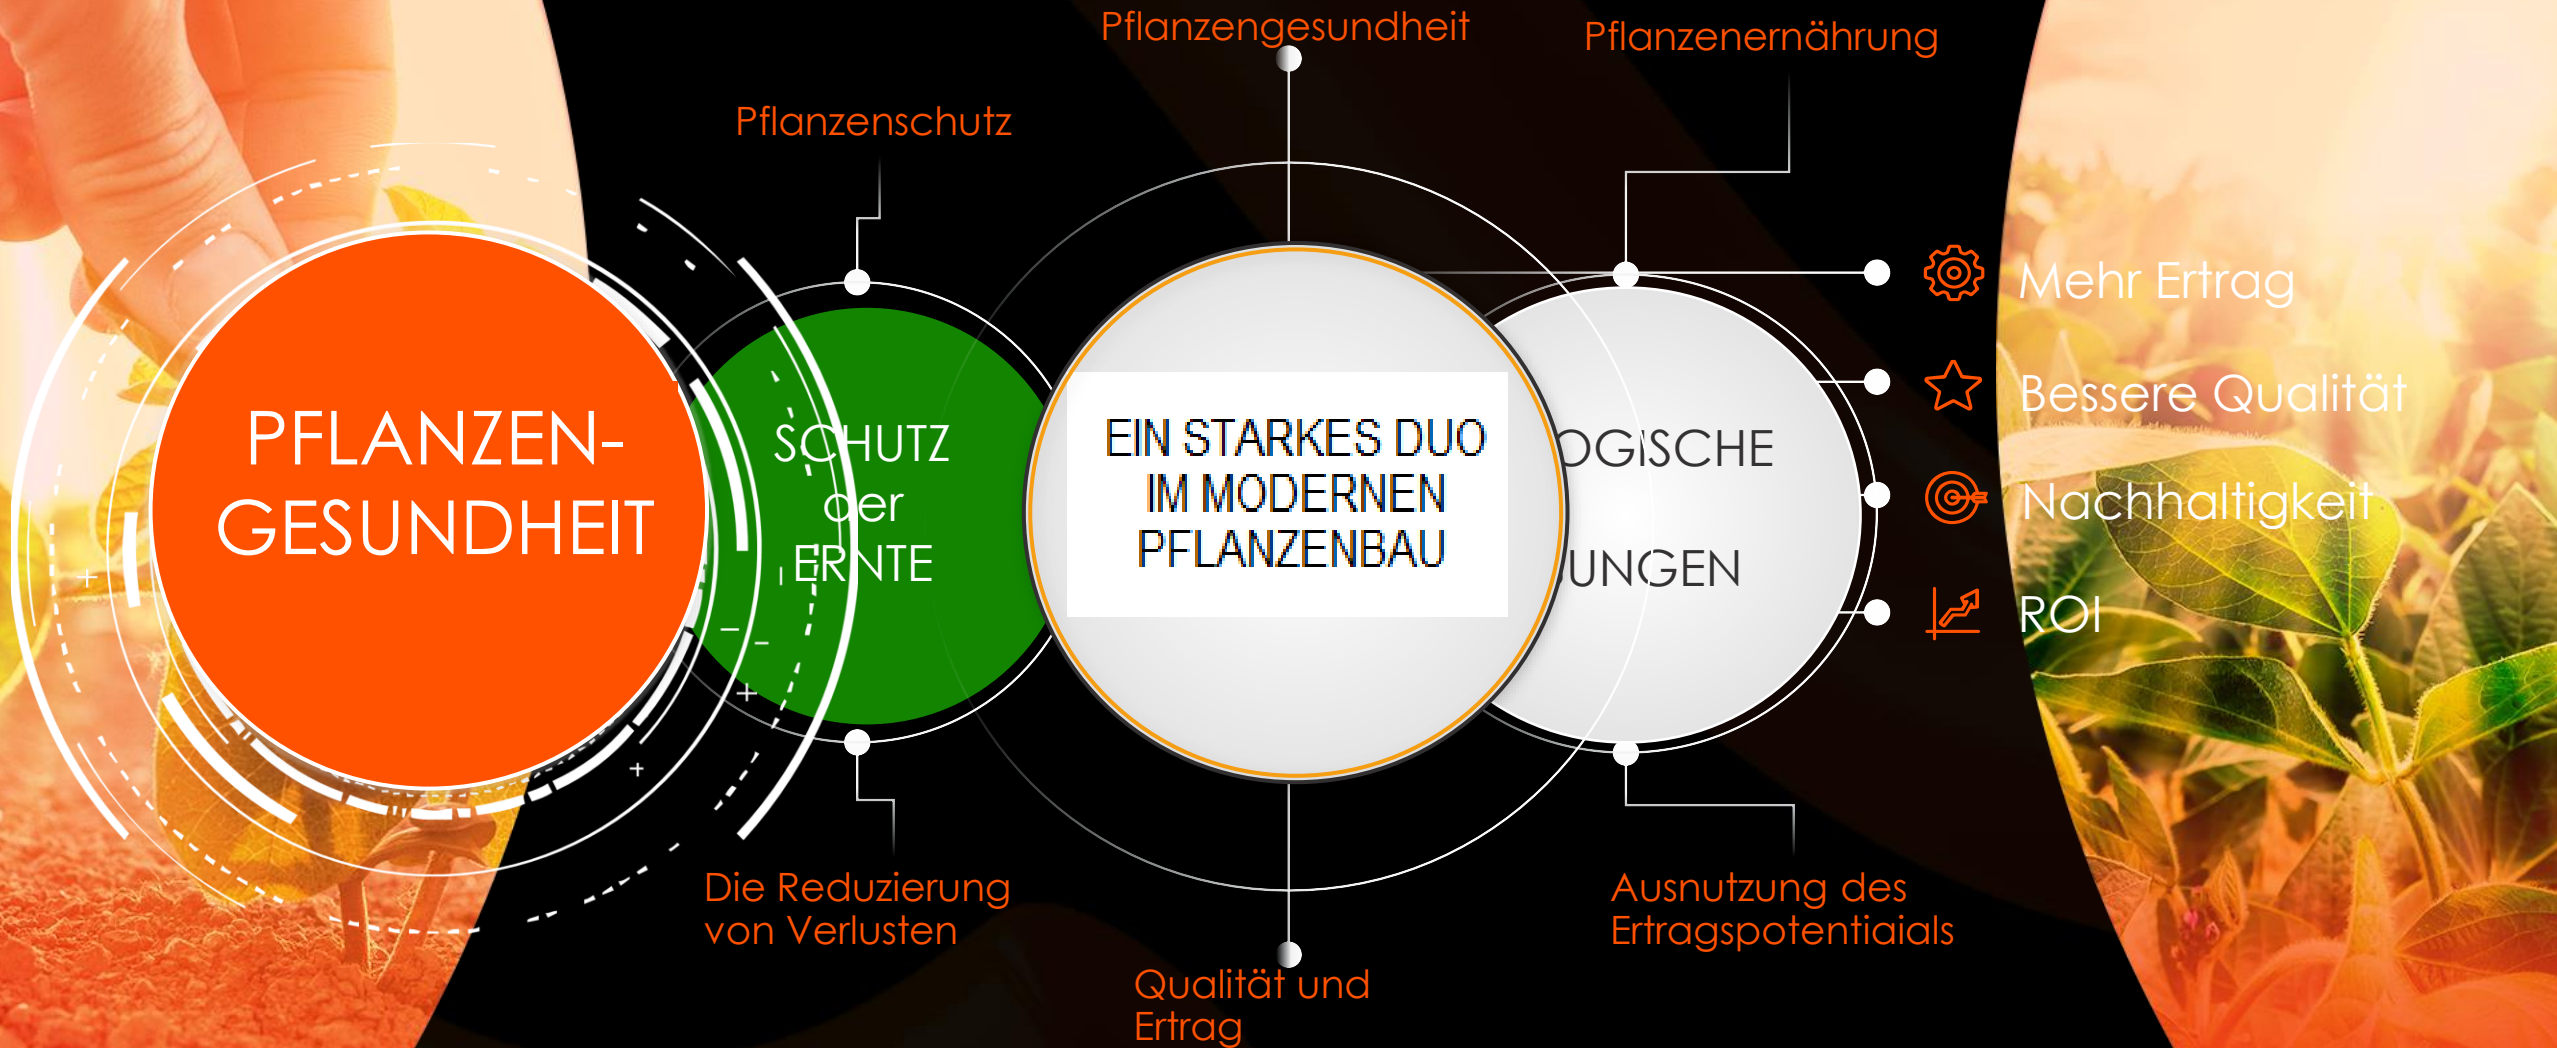 Pflanzengesundheit
Pflanzenernährung
Pflanzenschutz
PFLANZEN-
GESUNDHEIT
SCHUTZ
der
ERNTE
EIN STARKES DUO
IM MODERNEN
PFLANZENBAU
OGISCHE
UNGEN
Mehr Ertrag
Bessere Qualität
Nachhaltigkeit
ROI
Die Reduzierung
von Verlusten
Qualität und
Ertrag
Ausnutzung des
Ertragspotentiaials